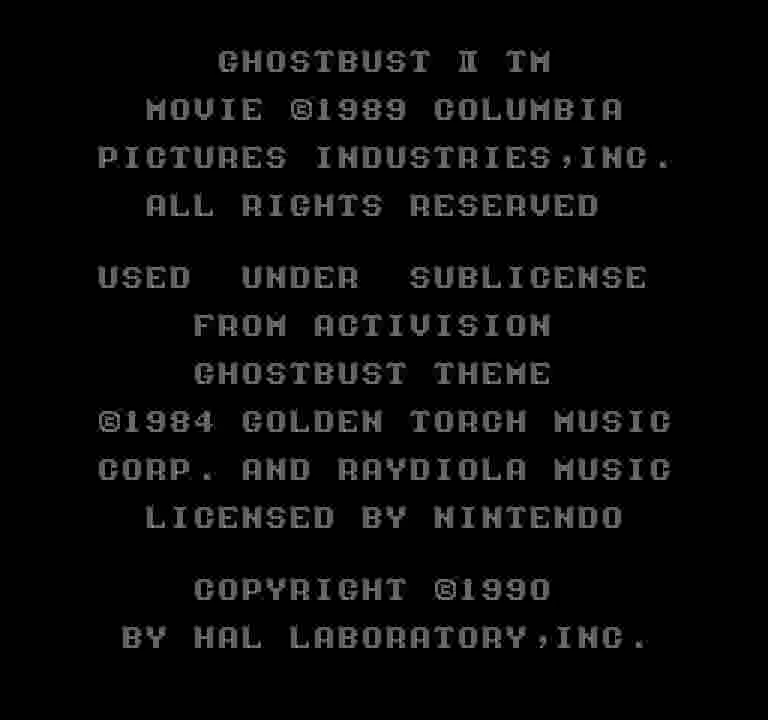 GHOSTBUST Ⅱ TM
MOVIE ©1989 COLUMBIA
PICTURES INDUSTRIES,INC.
ALL RIGHTS RESERVED
USED UNDER SUBLICENSE
FROM ACTIVISION
GHOSTBUST THEME
©1984 GOLDEN TORCH MUSIC
CORP. AND RAYDIOLA MUSIC
LICENSED BY NINTENDO
COPYRIGHT ©1990
BY HAL LABORATORY,INC.